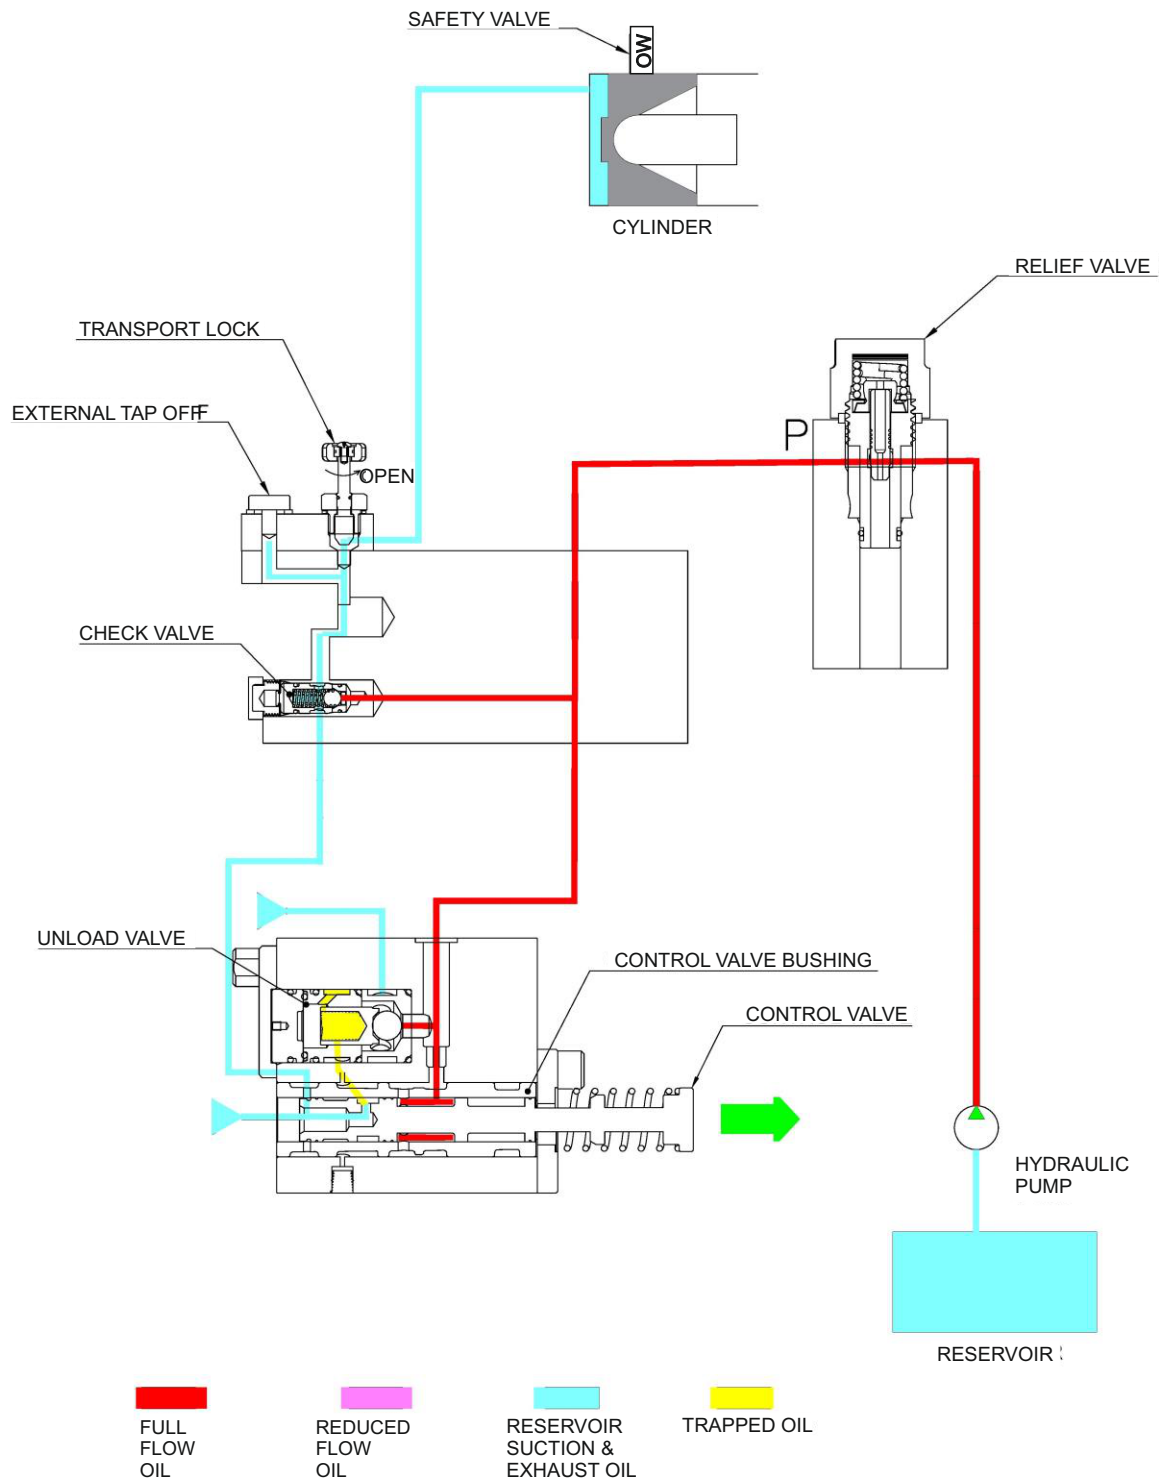 SAFETY VALVE
OW
CYLINDER
RELIEF VALVE
TRANSPORT LOCK
EXTERNAL TAP OFF
P
OPEN
CHECK VALVE
UNLOAD VALVE
CONTROL VALVE BUSHING
CONTROL VALVE
HYDRAULIC
PUMP
RESERVOIR
FULL
FLOW
OIL
REDUCED
FLOW
OIL
RESERVOIR
SUCTION &
EXHAUST OIL
TRAPPED OIL